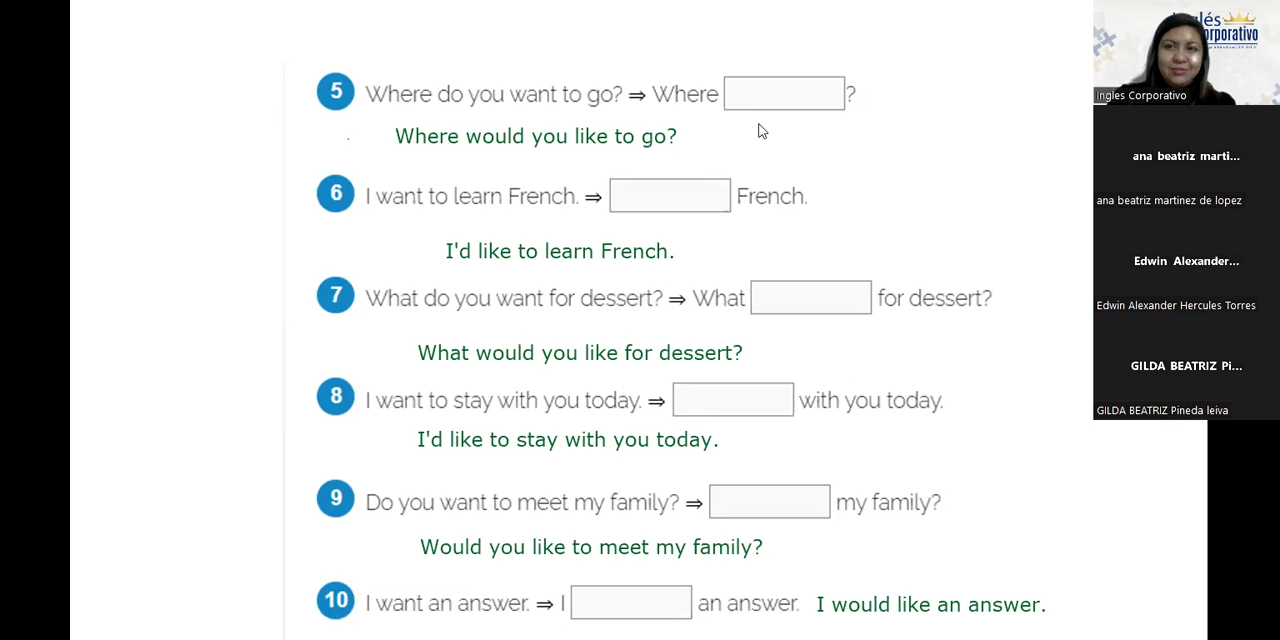 5 Where do you want to go? ⇒ Where ?
Where would you like to go?
6 I want to learn French. ⇒ French.
I'd like to learn French.
7 What do you want for dessert? ⇒ What for dessert?
What would you like for dessert?
8 I want to stay with you today. ⇒ with you today.
I'd like to stay with you today.
9 Do you want to meet my family? ⇒ my family?
Would you like to meet my family?
10 I want an answer. ⇒ I an answer. I would like an answer.
Ingles Corporativo
ana beatriz marti...
ana beatriz martinez de lopez
Edwin Alexander...
Edwin Alexander Hercules Torres
GILDA BEATRIZ Pi...
GILDA BEATRIZ Pineda leiva